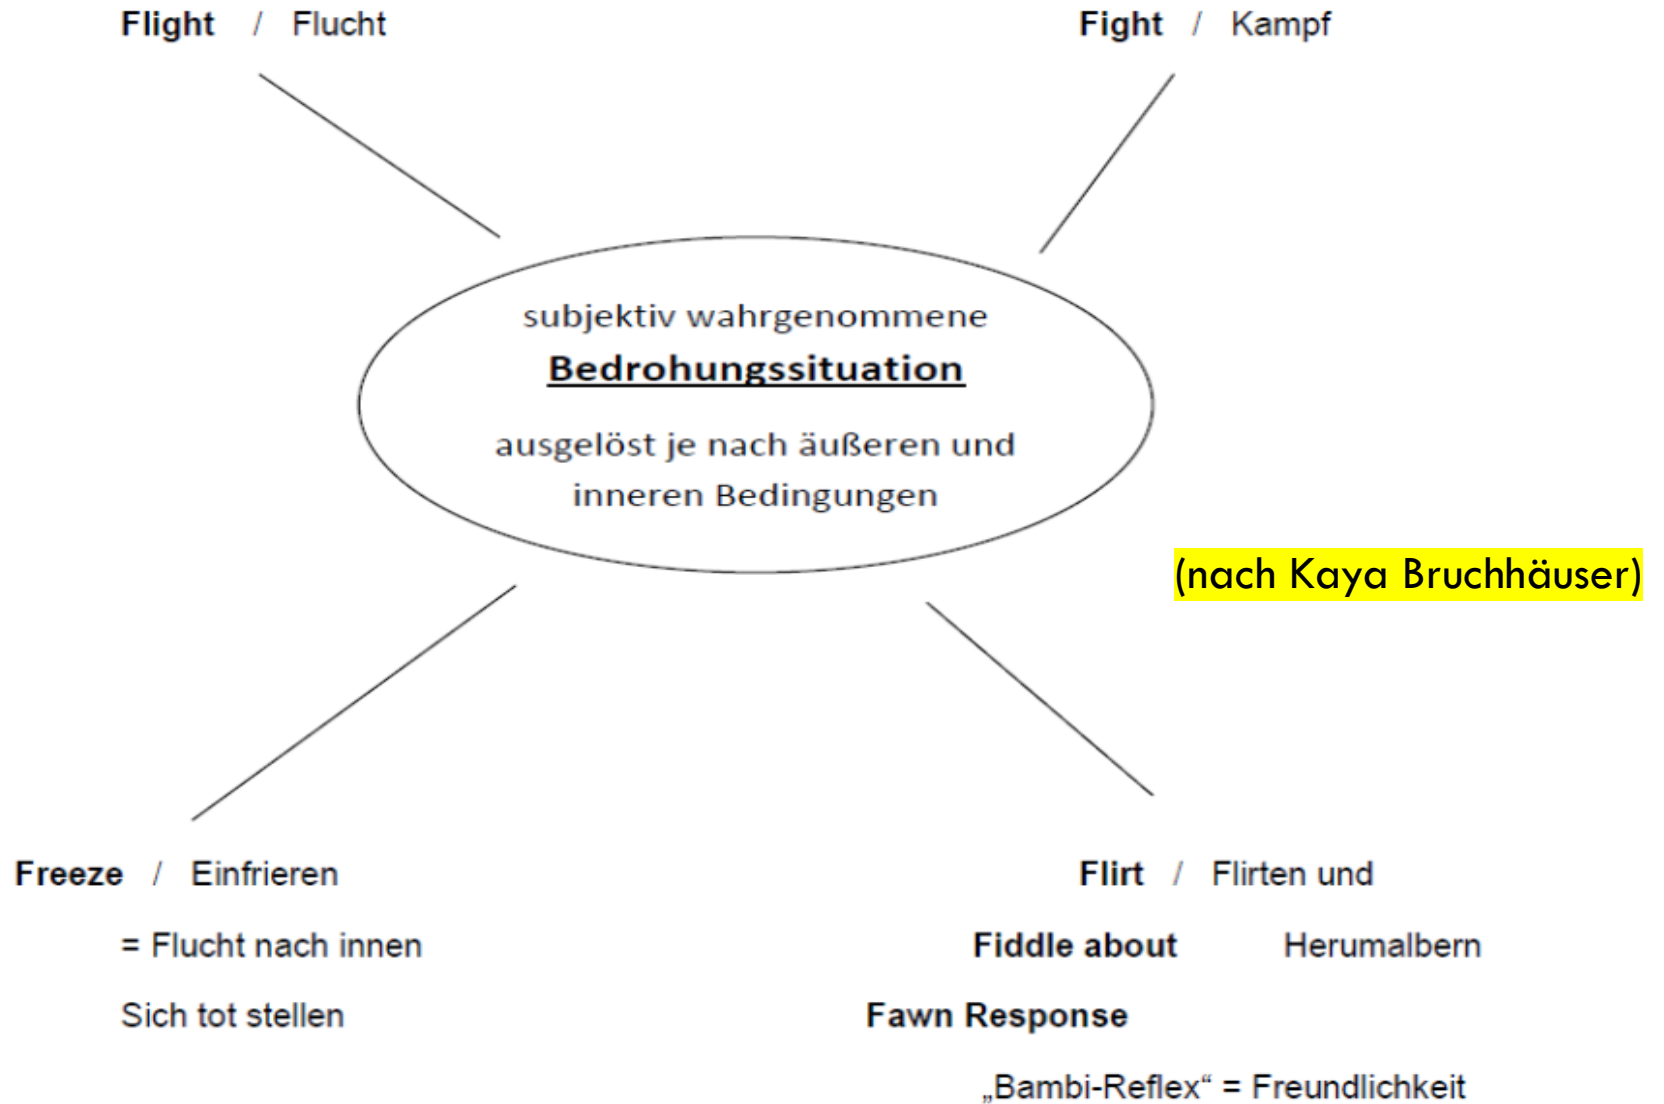 Flight / Flucht
Fight / Kampf
subjektiv wahrgenommene
Bedrohungssituation
ausgelöst je nach äußeren und
inneren Bedingungen
(nach Kaya Bruchhäuser)
Freeze / Einfrieren
= Flucht nach innen
Sich tot stellen
Flirt / Flirten und
Fiddle about Herumalbern
Fawn Response
„Bambi-Reflex“ = Freundlichkeit